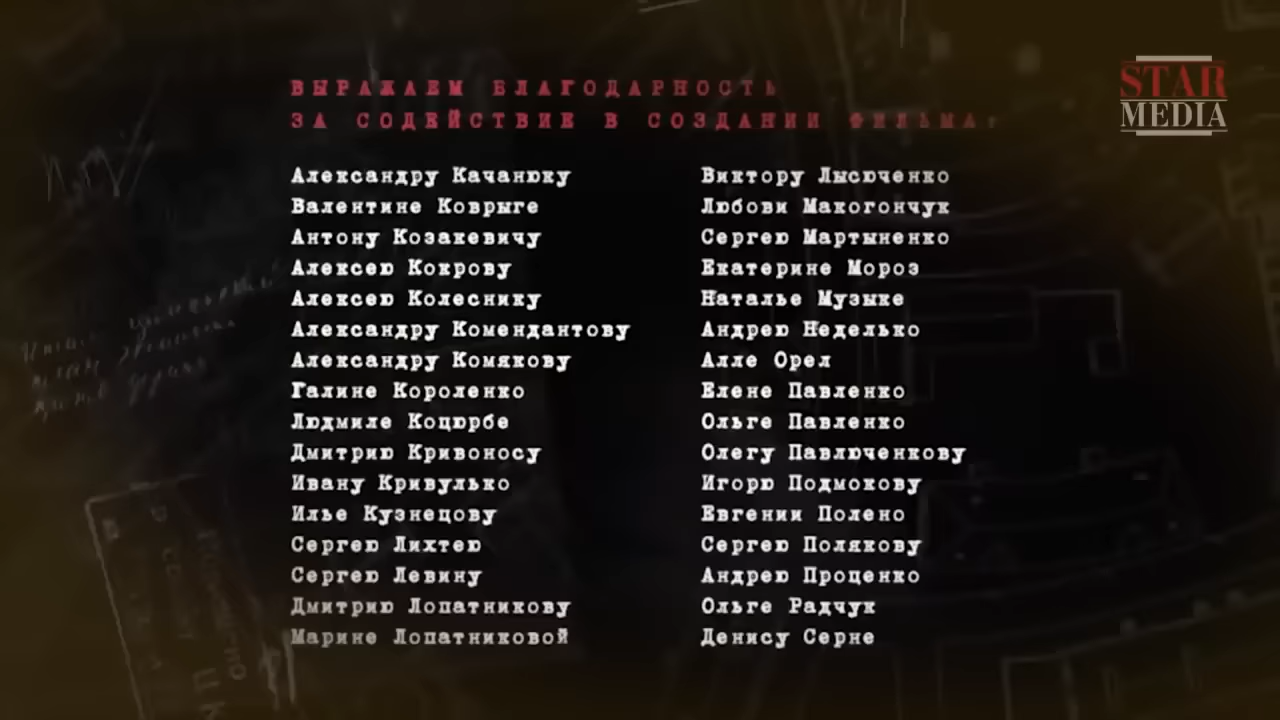 ВЫРАЖАЕМ БЛАГОДАРНОСТЬ
ЗА СОДЕЙСТВИЕ В СОЗДАНИИ ФИЛЬМА:
STAR
MEDIA
Александру Качанюку
Валентине Коврыге
Антону Козакевичу
Алексею Кокрову
Алексею Колеснику
Александру Комендантову
Александру Комякову
Галине Короленко
Людмиле Коцюрбе
Дмитрию Кривоносу
Ивану Кривулько
Илье Кузнецову
Сергею Лихтею
Сергею Левину
Дмитрию Лопатникову
Марине Лопатниковой
Виктору Лысюченко
Любови Макогончук
Сергею Мартыненко
Екатерине Мороз
Наталье Музыке
Андрею Неделько
Алле Орел
Елене Павленко
Ольге Павленко
Олегу Павлюченкову
Игорю Подмокову
Евгении Полено
Сергею Полякову
Андрею Проценко
Ольге Радчук
Денису Серне